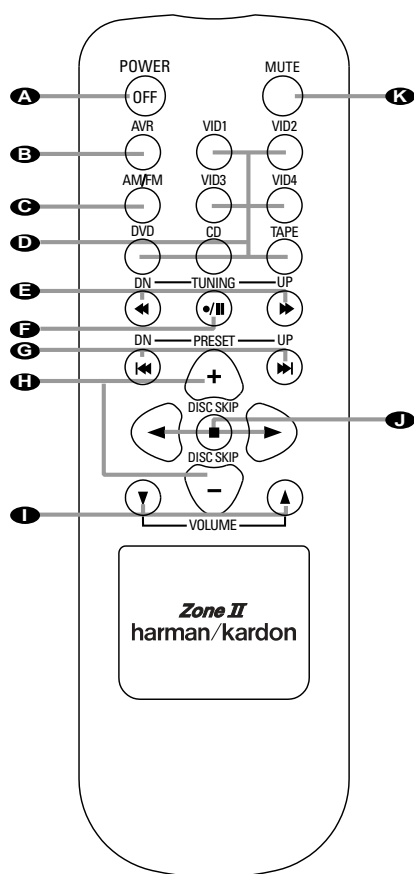 POWER MUTE
A OFF K
AVR VID1 VID2
B
AM/FM VID3 VID4
C
D DVD CD TAPE
E DN TUNING UP
F
G DN PRESET UP
H +
DISC SKIP
J
DISC SKIP
−
I VOLUME
Zone II
harman/kardon